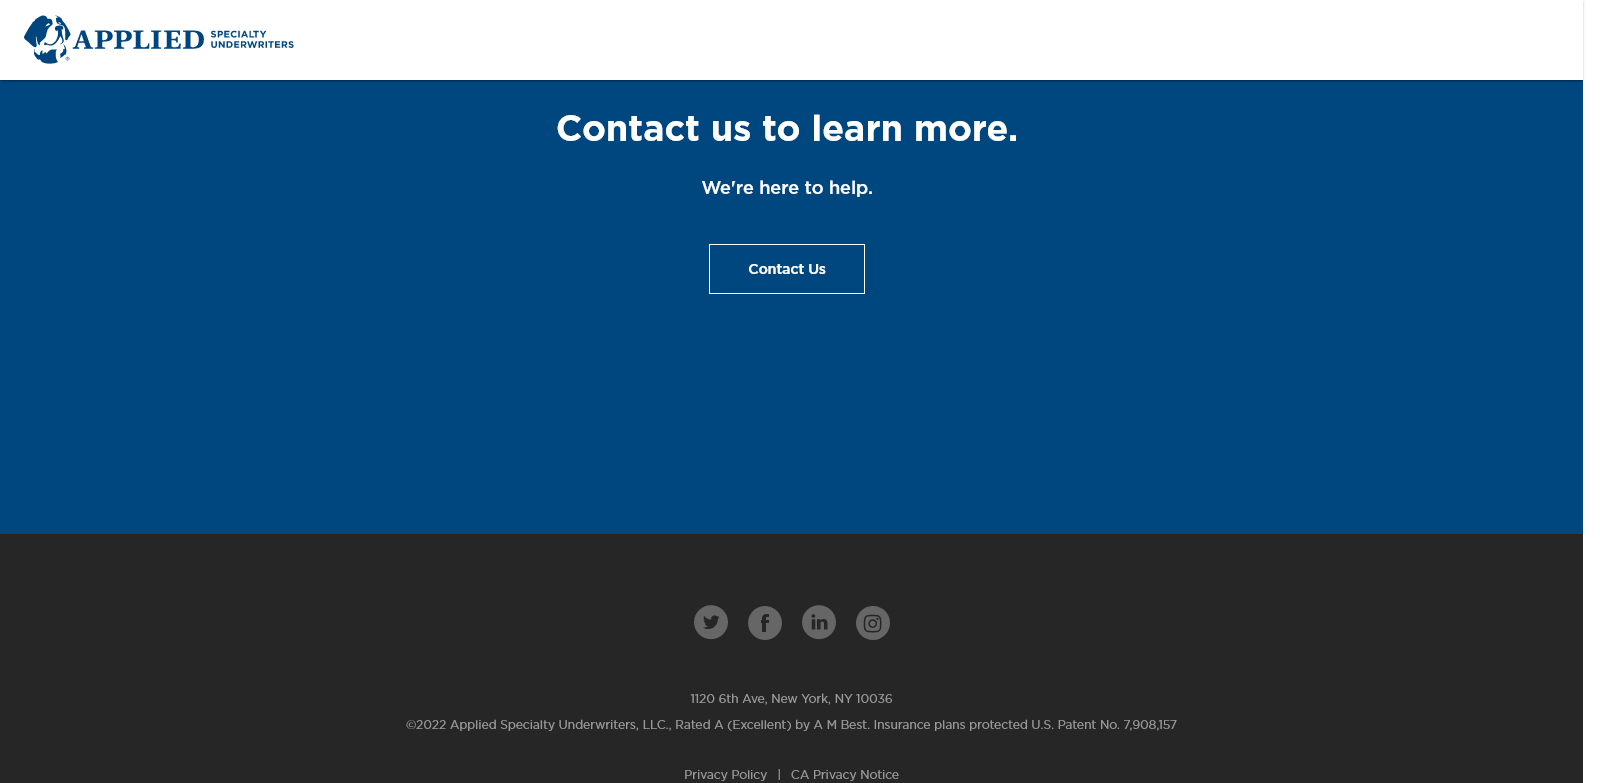 APPLIED SPECIALTY
UNDERWRITERS
®
Contact us to learn more.
We're here to help.
Contact Us
1120 6th Ave, New York, NY 10036
©2022 Applied Specialty Underwriters, LLC., Rated A (Excellent) by A M Best. Insurance plans protected U.S. Patent No. 7,908,157
Privacy Policy | CA Privacy Notice